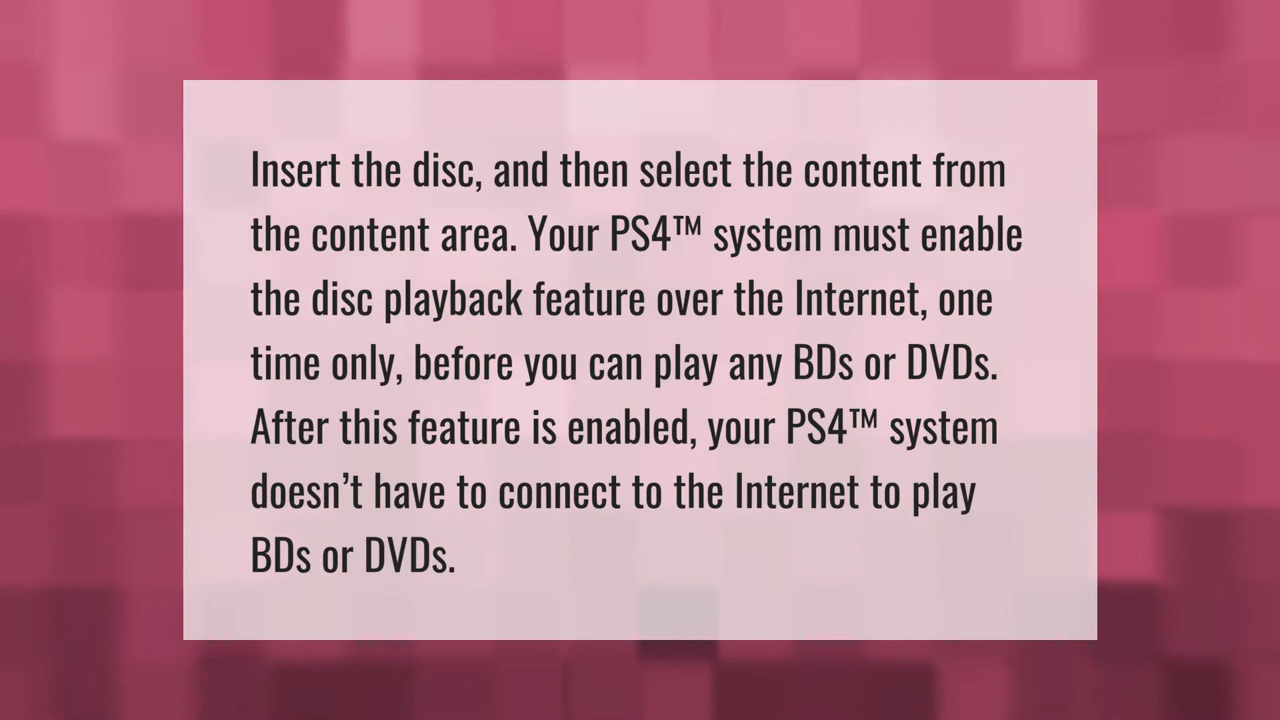 Insert the disc, and then select the content from
the content area. Your PS4™ system must enable
the disc playback feature over the Internet, one
time only, before you can play any BDs or DVDs.
After this feature is enabled, your PS4™ system
doesn’t have to connect to the Internet to play
BDs or DVDs.